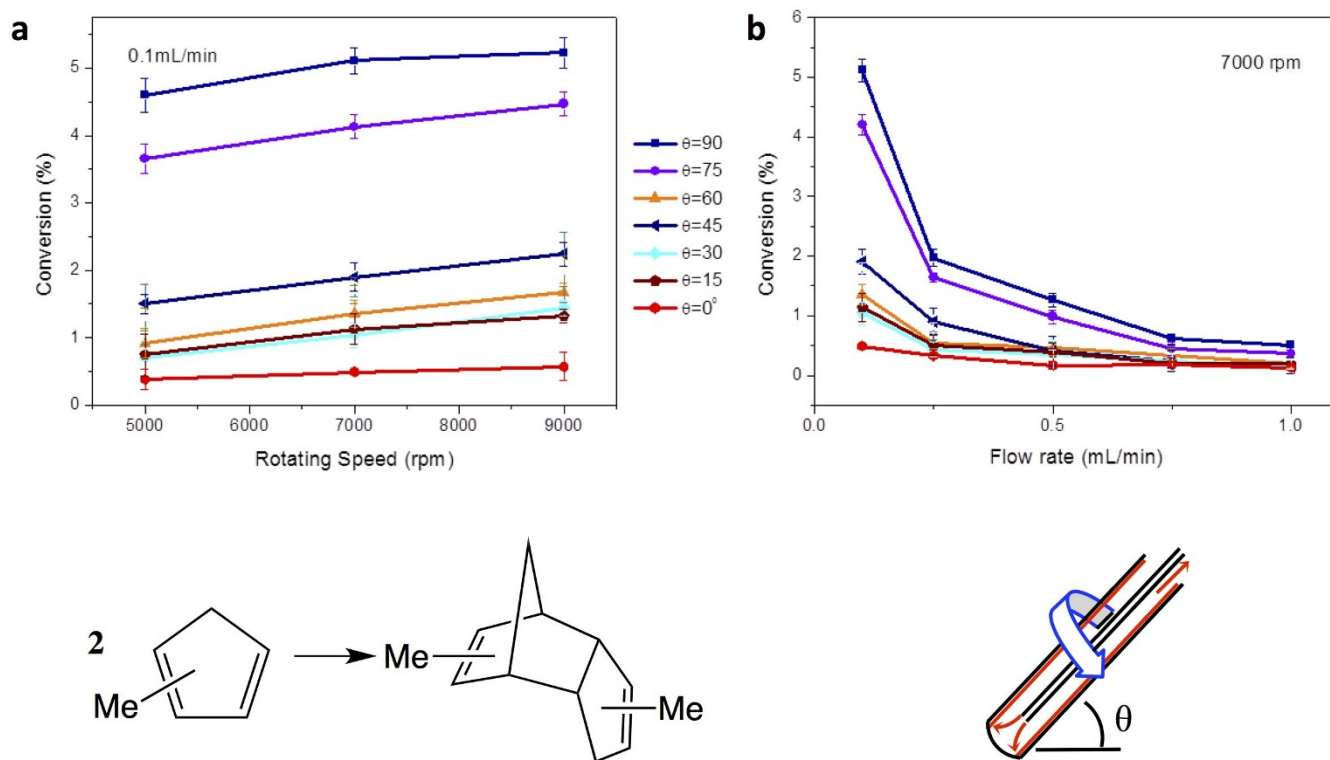 a
0.1mL/min
5
4
3
2
1
0
Conversion (%)
5000
6000
7000
8000
9000
Rotating Speed (rpm)
θ=90
θ=75
θ=60
θ=45
θ=30
θ=15
θ=0°
b
7000 rpm
6
5
4
3
2
1
0
Conversion (%)
0.0
0.5
1.0
Flow rate (mL/min)
2
Me
Me
Me
θ